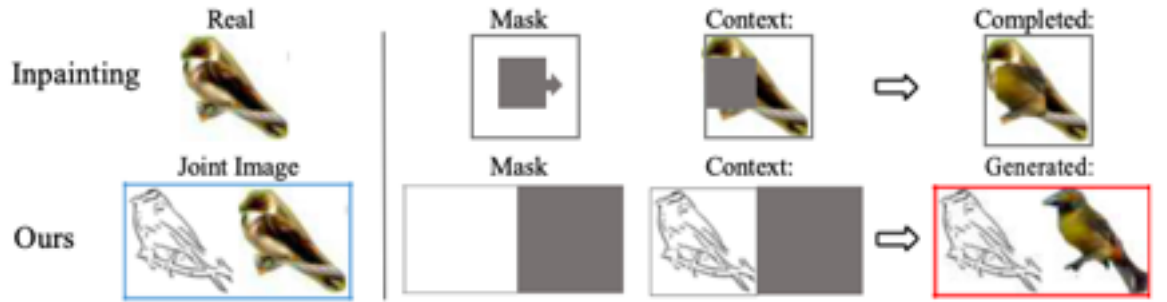 Real
Mask
Context:
Completed:
Inpainting
Joint Image
Mask
Context:
Generated:
Ours